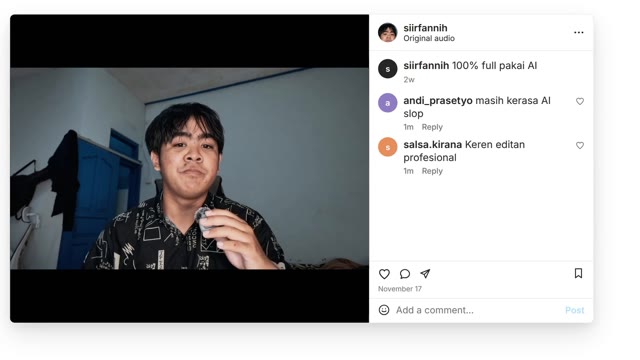 siirfannih
Original audio
siirfannih 100% full pakai AI
2w
andi_prasetyo masih kerasa AI
slop
1m Reply
salsa.kirana Keren editan
profesional
1m Reply
November 17
Add a comment...
Post
s
a
s